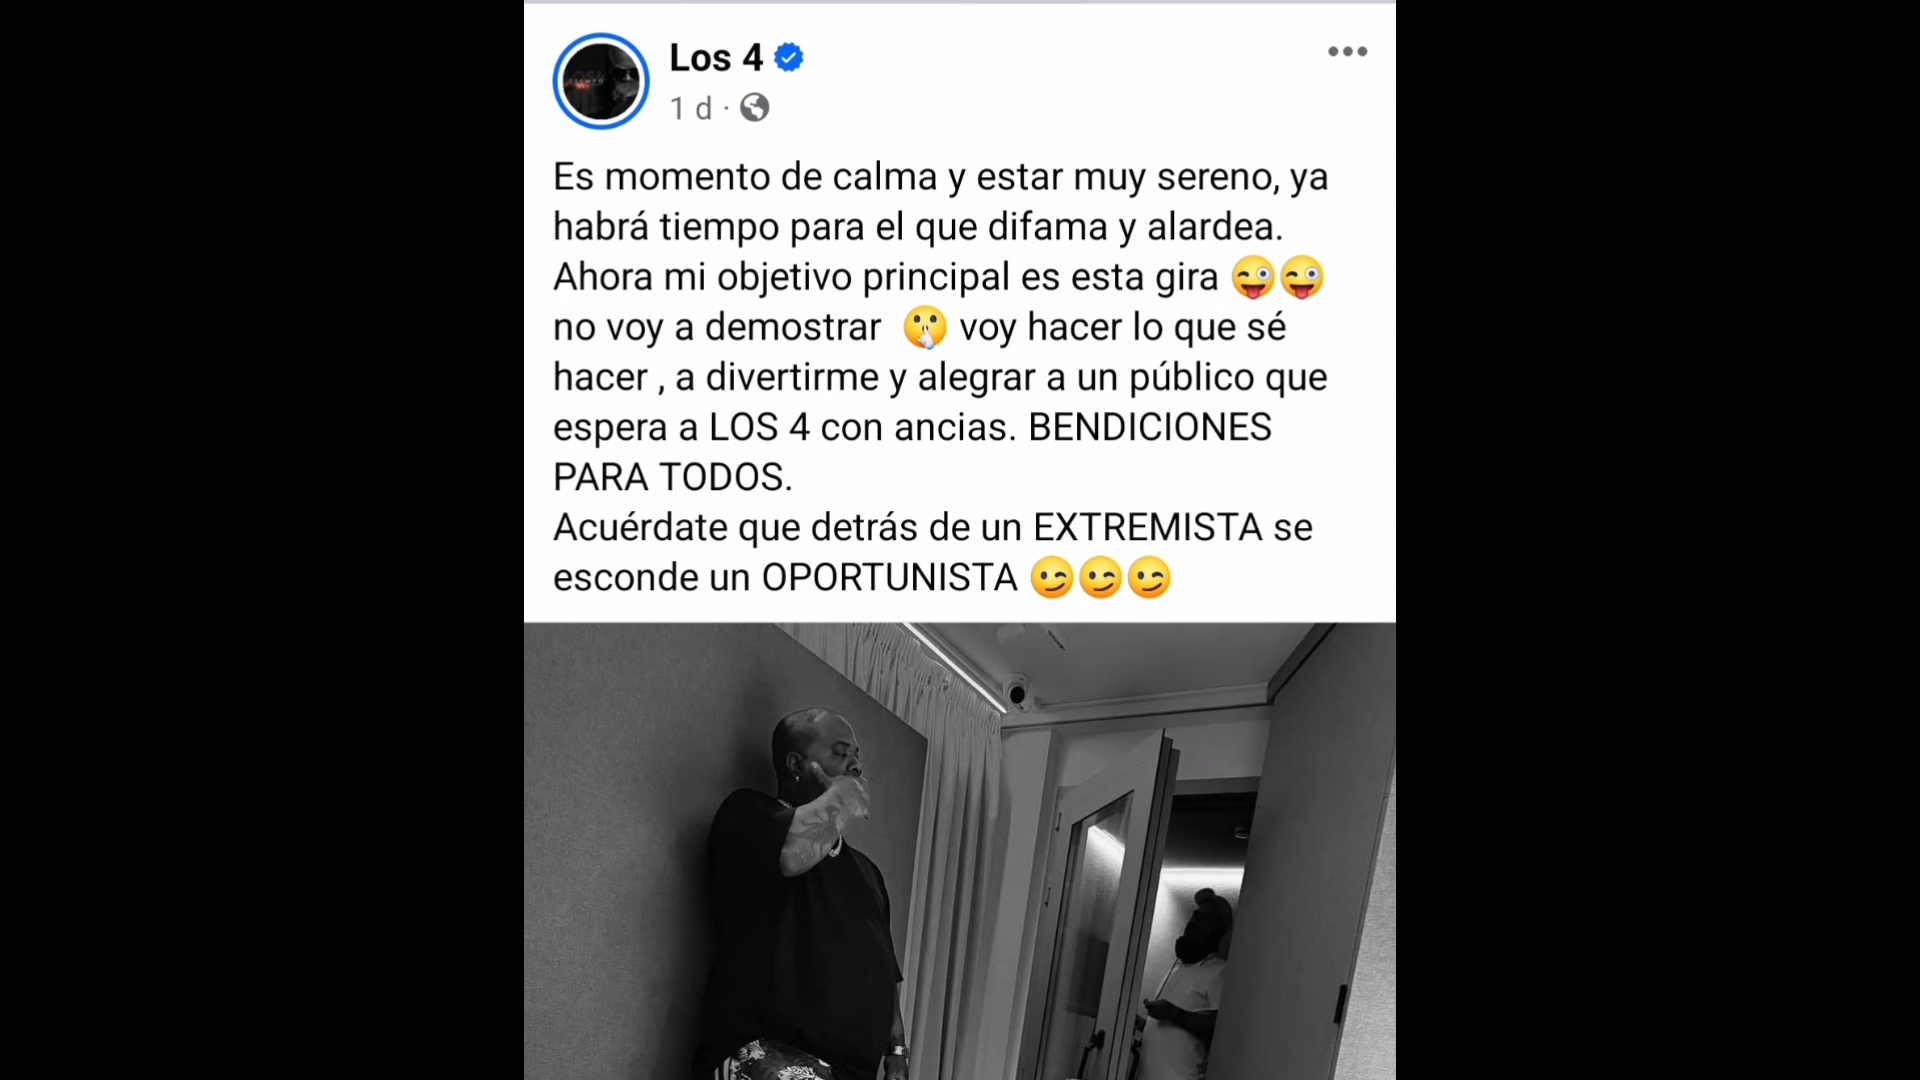 Los 4
1 d ·
Es momento de calma y estar muy sereno, ya
habrá tiempo para el que difama y alardea.
Ahora mi objetivo principal es esta gira 😜😜
no voy a demostrar 🤫 voy hacer lo que sé
hacer , a divertirme y alegrar a un público que
espera a LOS 4 con ancias. BENDICIONES
PARA TODOS.
Acuérdate que detrás de un EXTREMISTA se
esconde un OPORTUNISTA 😉😉😉